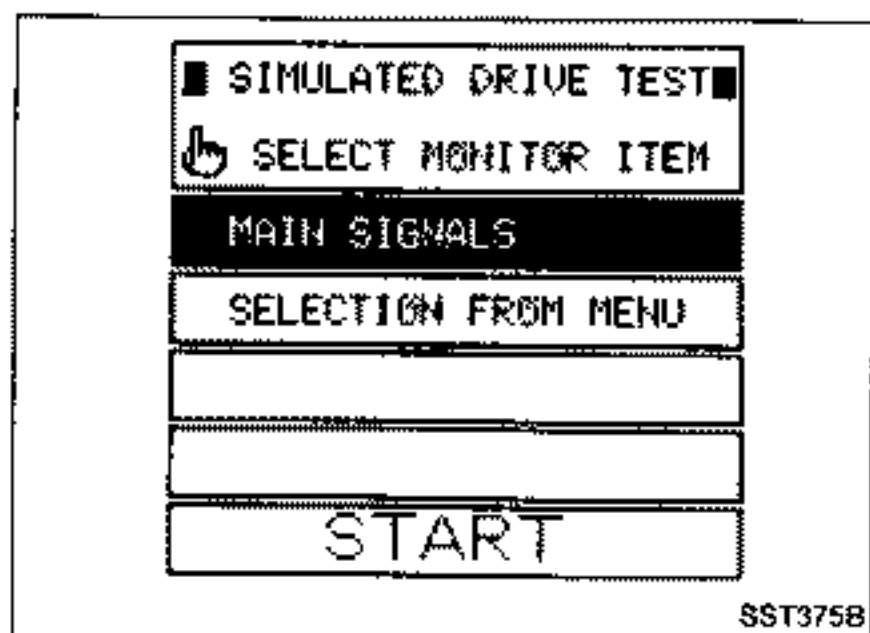 SIMULATED DRIVE TEST
SELECT MONITOR ITEM
MAIN SIGNALS
SELECTION FROM MENU
START
SST375B